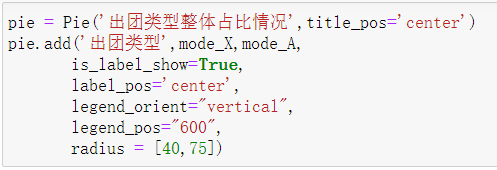 pie = Pie('出团类型整体占比情况',title_pos='center')
pie.add('出团类型',mode_X,mode_A,
        is_label_show=True,
        label_pos='center',
        legend_orient="vertical",
        legend_pos="600",
        radius = [40,75])